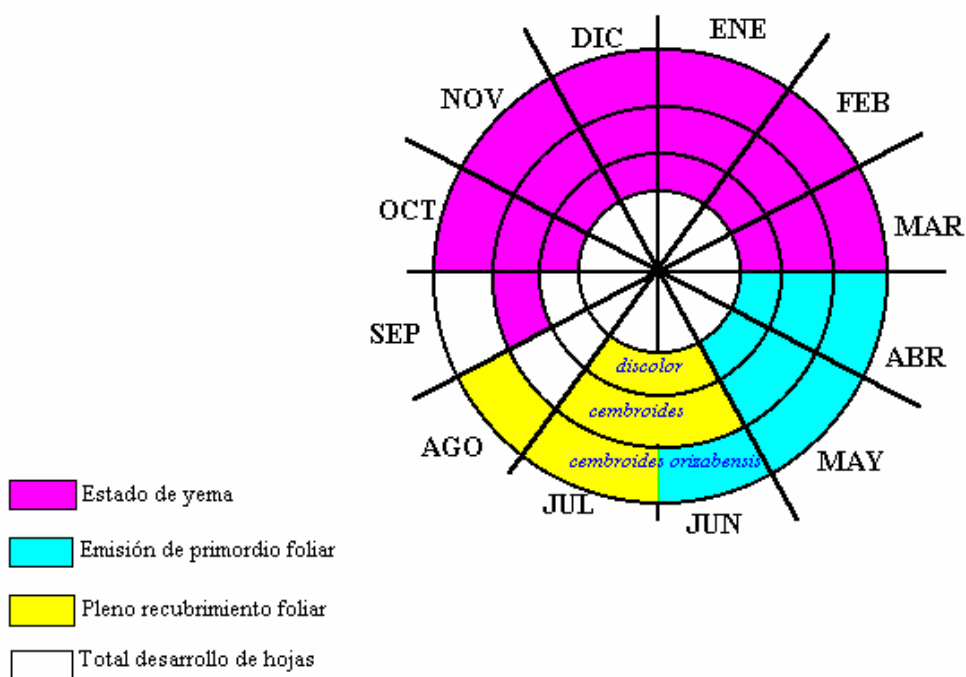 DIC
ENE
NOV
FEB
OCT
MAR
SEP
ABR
AGO
MAY
JUL
JUN
discolor
cembroides
cembroides orizabensis
Estado de yema
Emisión de primordio foliar
Pleno recubrimiento foliar
Total desarrollo de hojas